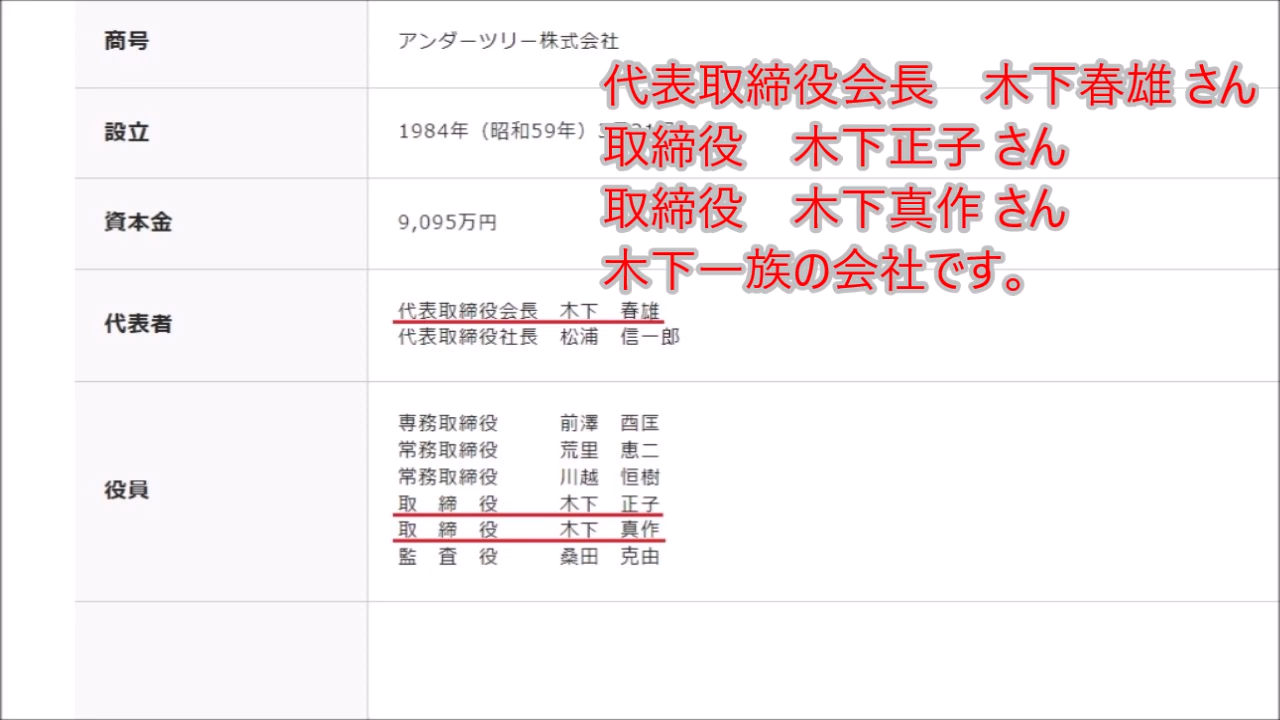 商号 アンダーツリー株式会社
代表取締役会長 木下春雄 さん
設立 1984年（昭和59年）
取締役 木下正子 さん
取締役 木下真作 さん
資本金 9,095万円
木下一族の会社です。
代表者 代表取締役会長 木下 春雄
代表取締役社長 松浦 信一郎
役員 専務取締役 前澤 酉匡
常務取締役 荒里 恵二
常務取締役 川越 恒樹
取 締 役 木下 正子
取 締 役 木下 真作
監 査 役 桑田 克由